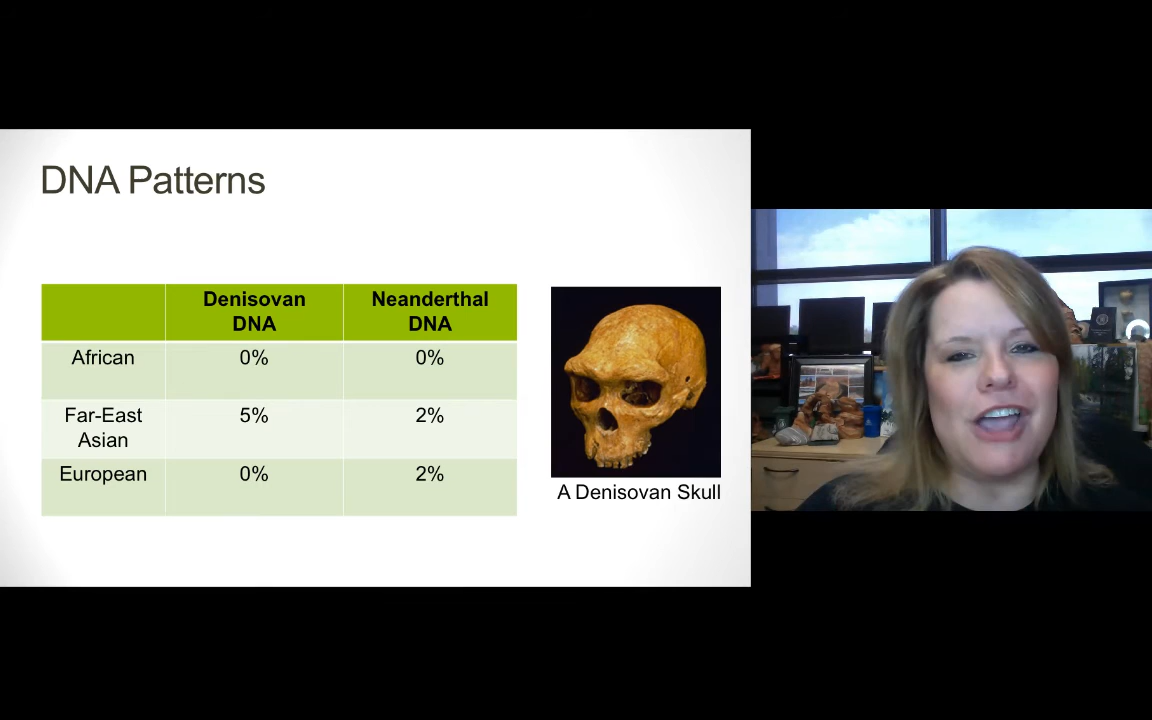 DNA Patterns
Denisovan Neanderthal
DNA DNA
African 0% 0%
Far-East 5% 2%
Asian
European 0% 2%
A Denisovan Skull